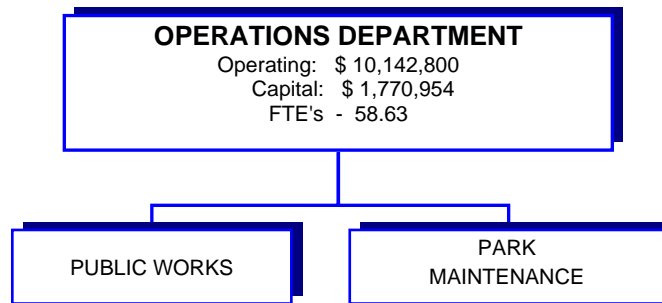 OPERATIONS DEPARTMENT
Operating: $ 10,142,800
Capital: $ 1,770,954
FTE's - 58.63
PUBLIC WORKS
PARK
MAINTENANCE